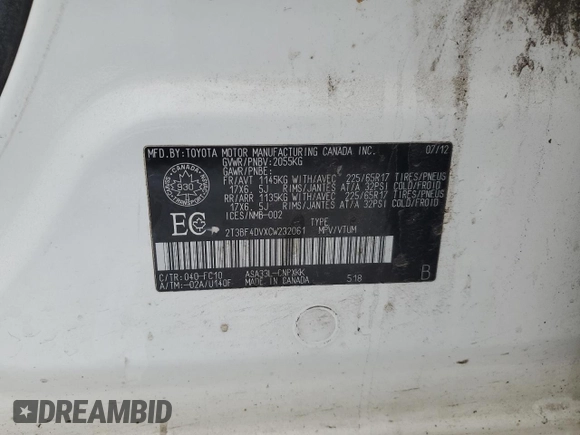 MFD.BY:TOYOTA MOTOR MANUFACTURING CANADA INC. 07/12
GVWR/PNBV:2055KG
GAWR/PNBE:
FR/AVT 1145KG WITH/AVEC 225/65R17 TIRES/PNEUS
17X6.5J RIMS/JANTES AT/A 32PSI COLD/FROID
RR/ARR 1135KG WITH/AVEC 225/65R17 TIRES/PNEUS
17X6.5J RIMS/JANTES AT/A 32PSI COLD/FROID
ICES/NMB-002
CANADA
930
EC
TYPE
2T3BF4DVXCW232061 MPV/VTUM
C/TR:040-FC10 ASA33L-CNPXKK
A/TM:-02A/U140F MADE IN CANADA 518 B
DREAMBID